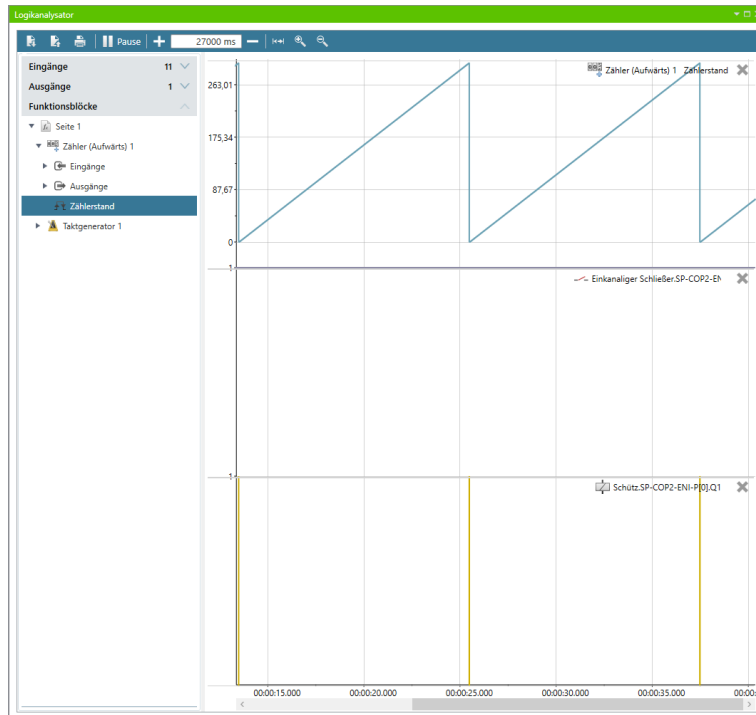 Logikanalysator
Pause
27000 ms
Eingänge 11
Ausgänge 1
Funktionsblöcke
Seite 1
Zähler (Aufwärts) 1
Eingänge
Ausgänge
Zählerstand
Taktgenerator 1
Zähler (Aufwärts) 1 Zählerstand
263,01
175,34
87,67
0
1
Einkanaliger Schließer.SP-COP2-EN
1
Schütz.SP-COP2-ENI-P[0].Q1
00:00:15.000 00:00:20.000 00:00:25.000 00:00:30.000 00:00:35.000 00:00: